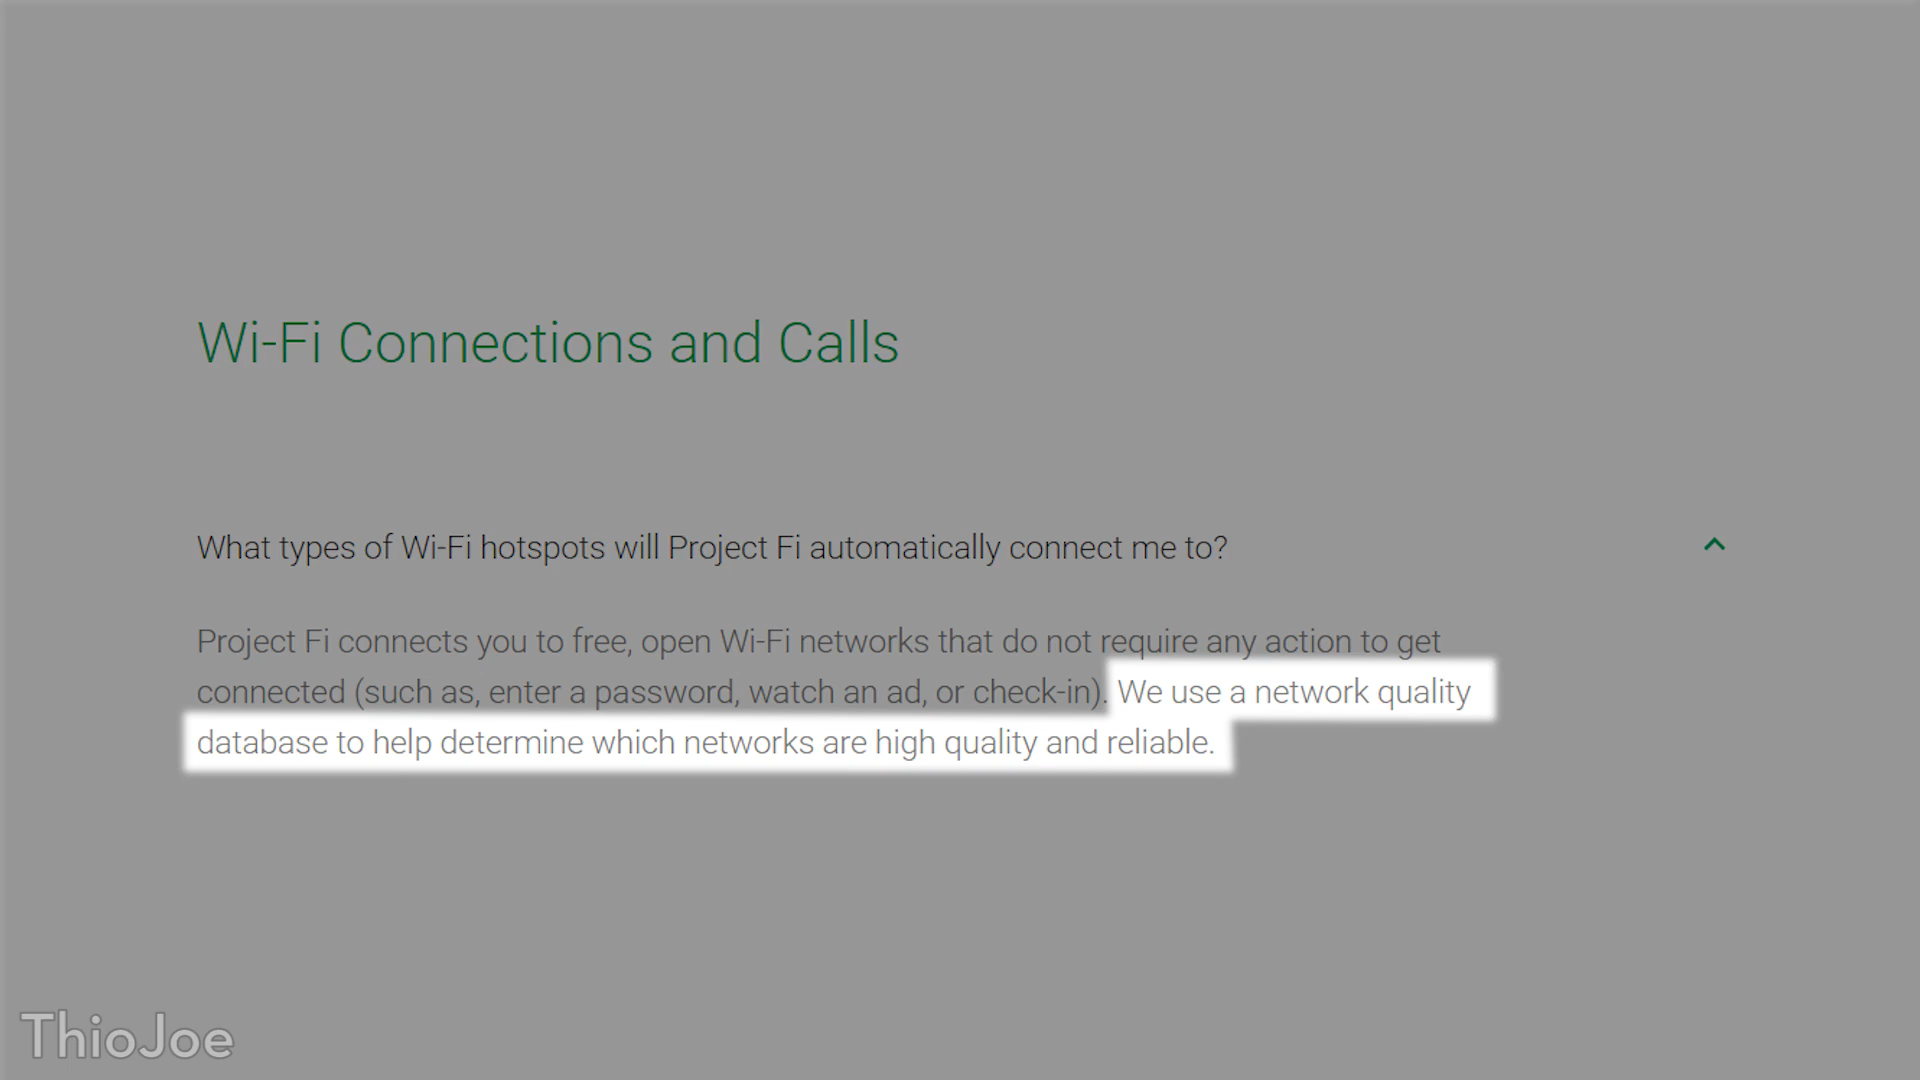 Wi-Fi Connections and Calls
What types of Wi-Fi hotspots will Project Fi automatically connect me to?
Project Fi connects you to free, open Wi-Fi networks that do not require any action to get
connected (such as, enter a password, watch an ad, or check-in). We use a network quality
database to help determine which networks are high quality and reliable.
ThioJoe